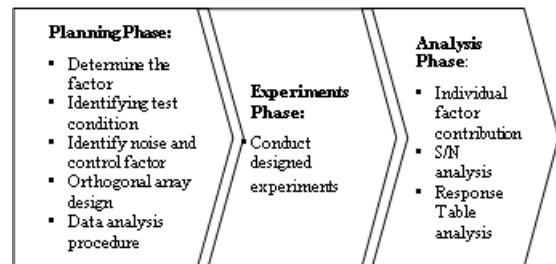 Planning Phase:
▪ Determine the
factor
▪ Identifying test
condition
▪ Identify noise and
control factor
▪ Orthogonal array
design
▪ Data analysis
procedure
Experiments
Phase:
▪ Conduct
designed
experiments
Analysis
Phase:
▪ Individual
factor
contribution
▪ S/N
analysis
▪ Response
Table
analysis